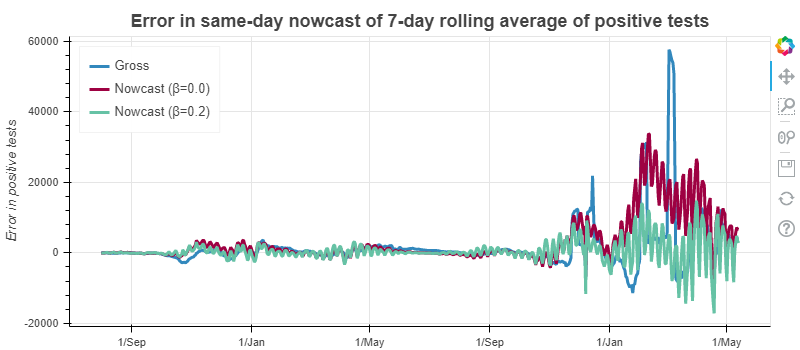 Error in same-day nowcast of 7-day rolling average of positive tests
Error in positive tests
60000
40000
20000
0
-20000
Gross
Nowcast (β=0.0)
Nowcast (β=0.2)
1/Sep
1/Jan
1/May
1/Sep
1/Jan
1/May